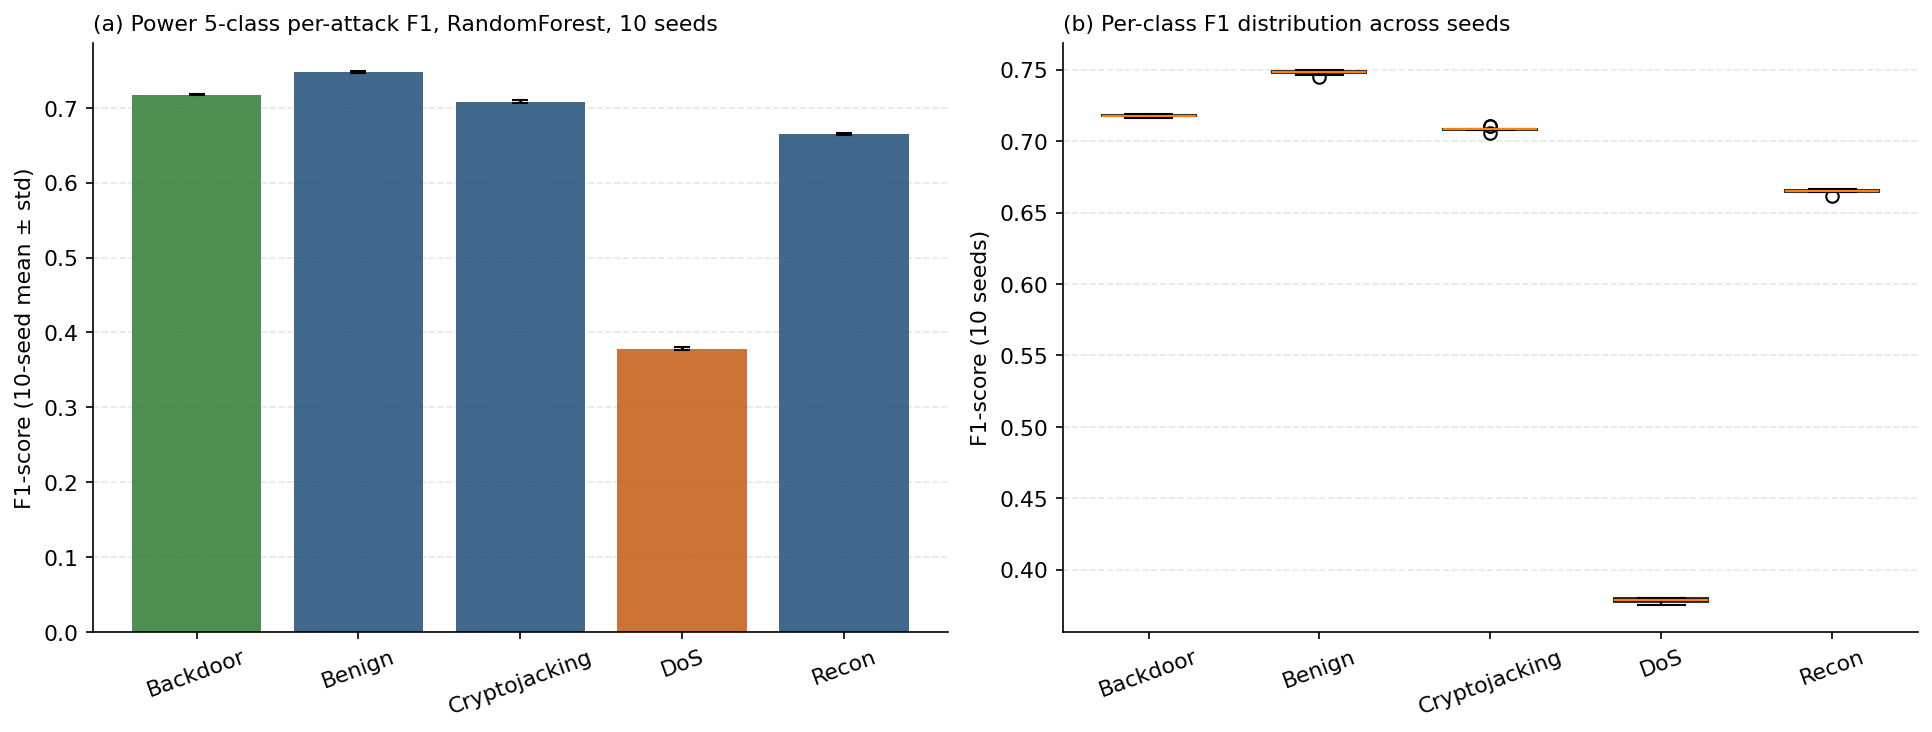 (a) Power 5-class per-attack F1, RandomForest, 10 seeds
F1-score (10-seed mean ± std)
0.7
0.6
0.5
0.4
0.3
0.2
0.1
0.0
Backdoor
Benign
Cryptojacking
DoS
Recon
(b) Per-class F1 distribution across seeds
F1-score (10 seeds)
0.75
0.70
0.65
0.60
0.55
0.50
0.45
0.40
Backdoor
Benign
Cryptojacking
DoS
Recon